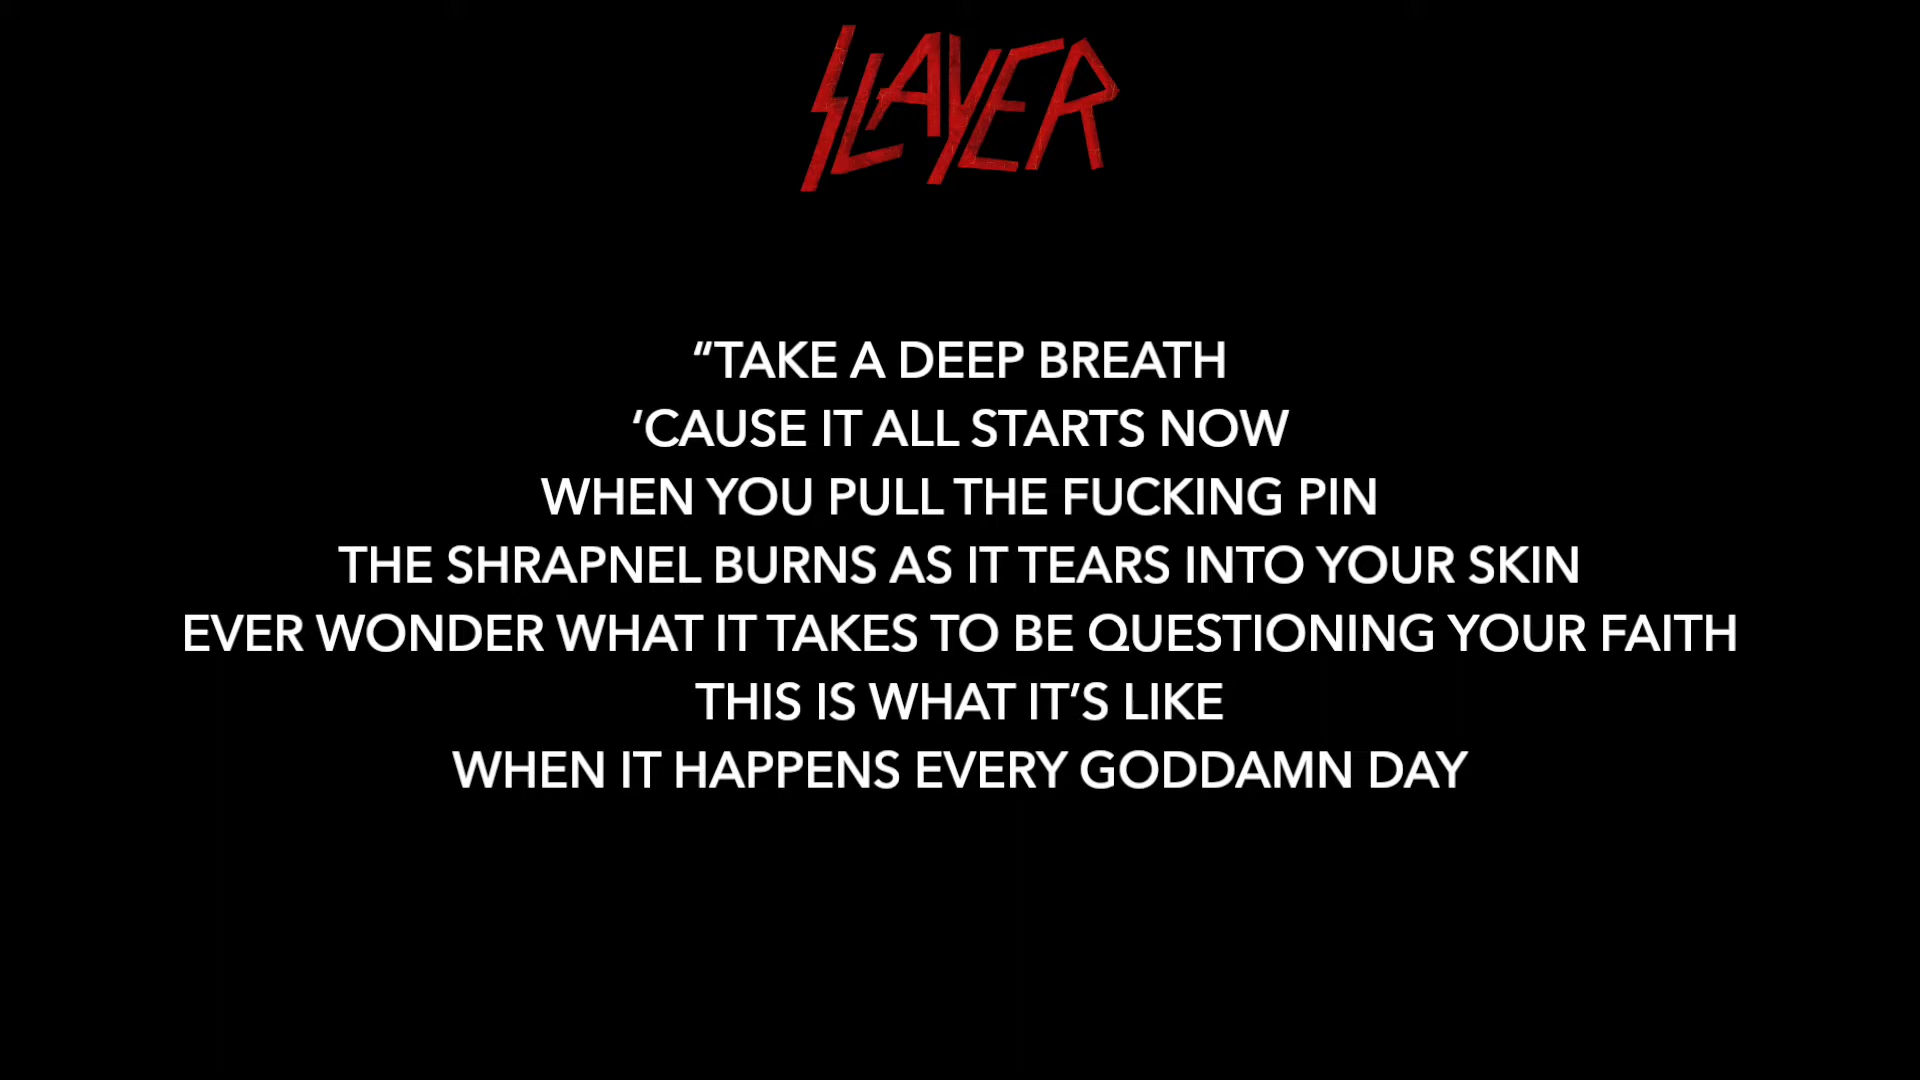 SLAYER
“TAKE A DEEP BREATH
‘CAUSE IT ALL STARTS NOW
WHEN YOU PULL THE FUCKING PIN
THE SHRAPNEL BURNS AS IT TEARS INTO YOUR SKIN
EVER WONDER WHAT IT TAKES TO BE QUESTIONING YOUR FAITH
THIS IS WHAT IT’S LIKE
WHEN IT HAPPENS EVERY GODDAMN DAY